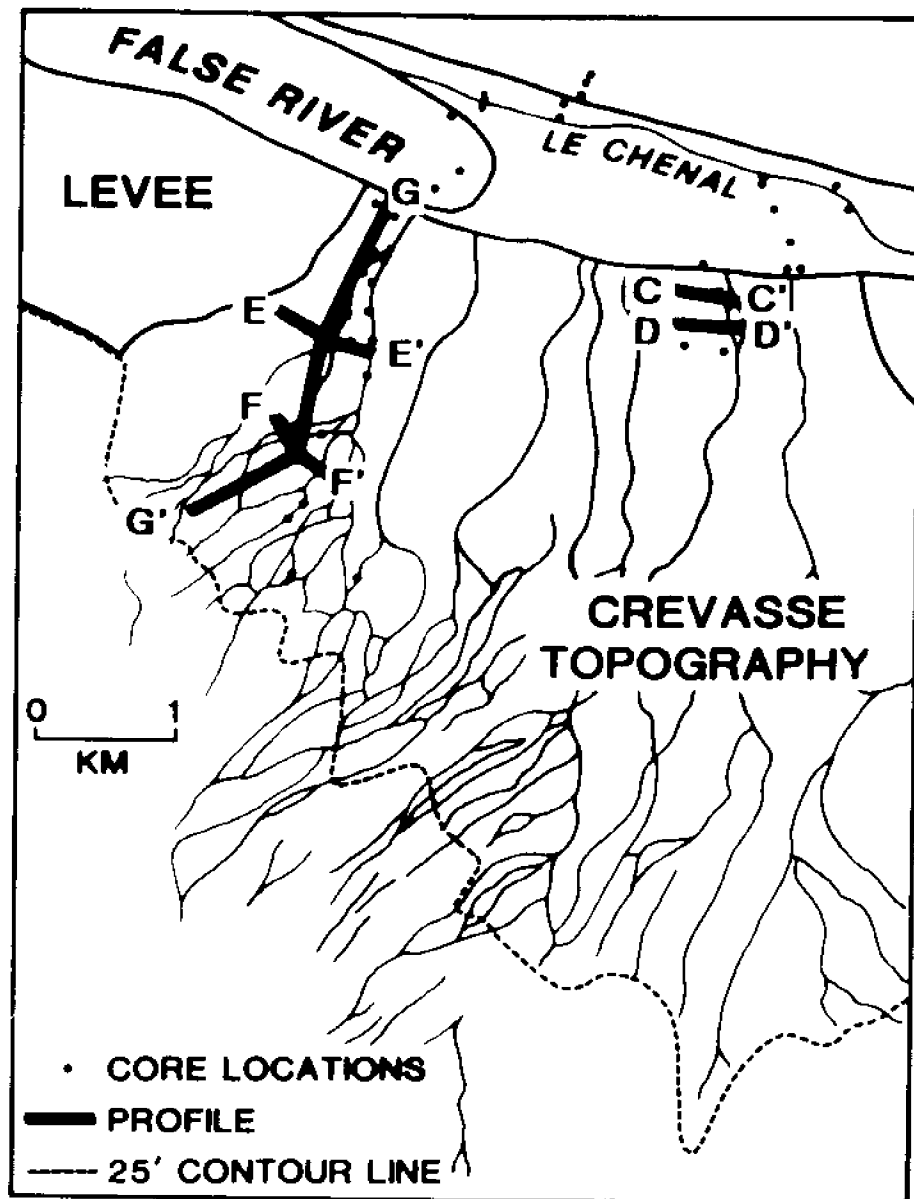 FALSE RIVER
LE CHENAL
LEVEE
G
E
C
C'
D
D'
E'
F
F'
G'
CREVASSE
TOPOGRAPHY
0 1
KM
CORE LOCATIONS
PROFILE
25' CONTOUR LINE